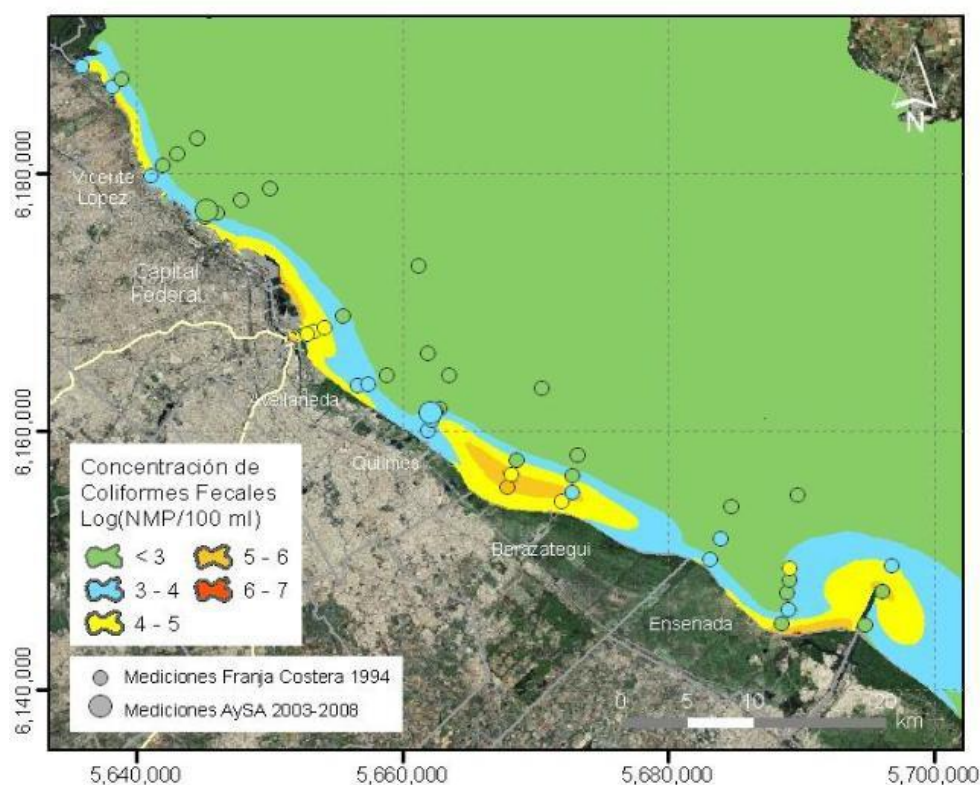 N
6,180,000
6,160,000
6,140,000
Vicente
López
Capital
Federal
Avellaneda
Quilmes
Berazategui
Ensenada
Concentración de
Coliformes Fecales
Log(NMP/100 ml)
< 3
5 - 6
3 - 4
6 - 7
4 - 5
Mediciones Franja Costera 1994
Mediciones AySA 2003-2008
0 5 10 20
km
5,640,000 5,660,000 5,680,000 5,700,000